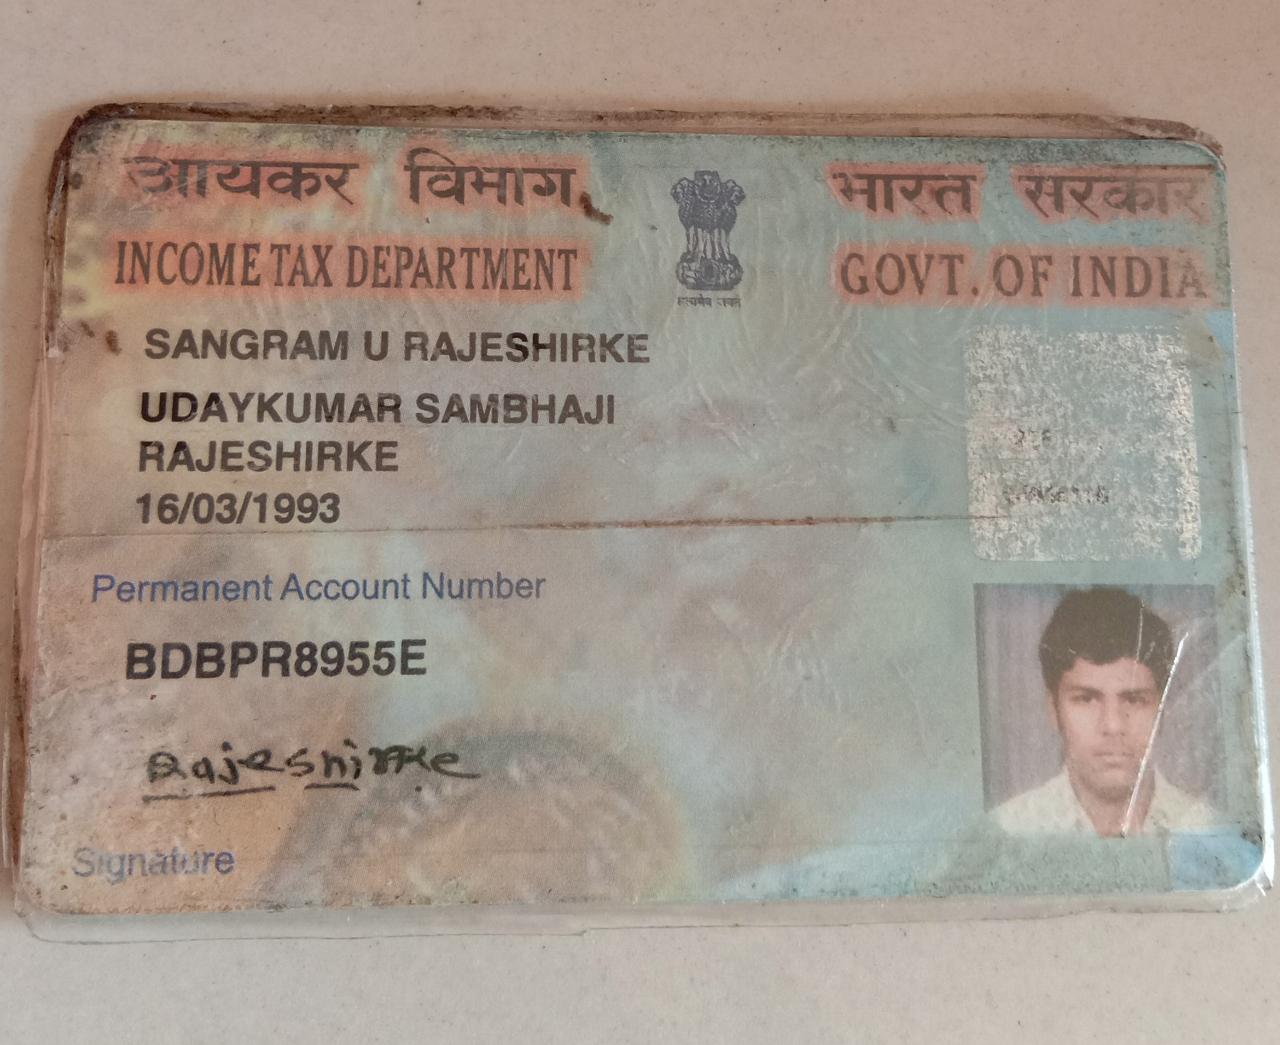 आयकर विभाग
भारत सरकार
INCOME TAX DEPARTMENT
GOVT. OF INDIA
सत्यमेव जयते
SANGRAM U RAJESHIRKE
UDAYKUMAR SAMBHAJI
RAJESHIRKE
16/03/1993
Permanent Account Number
BDBPR8955E
Rajeshirke
Signature